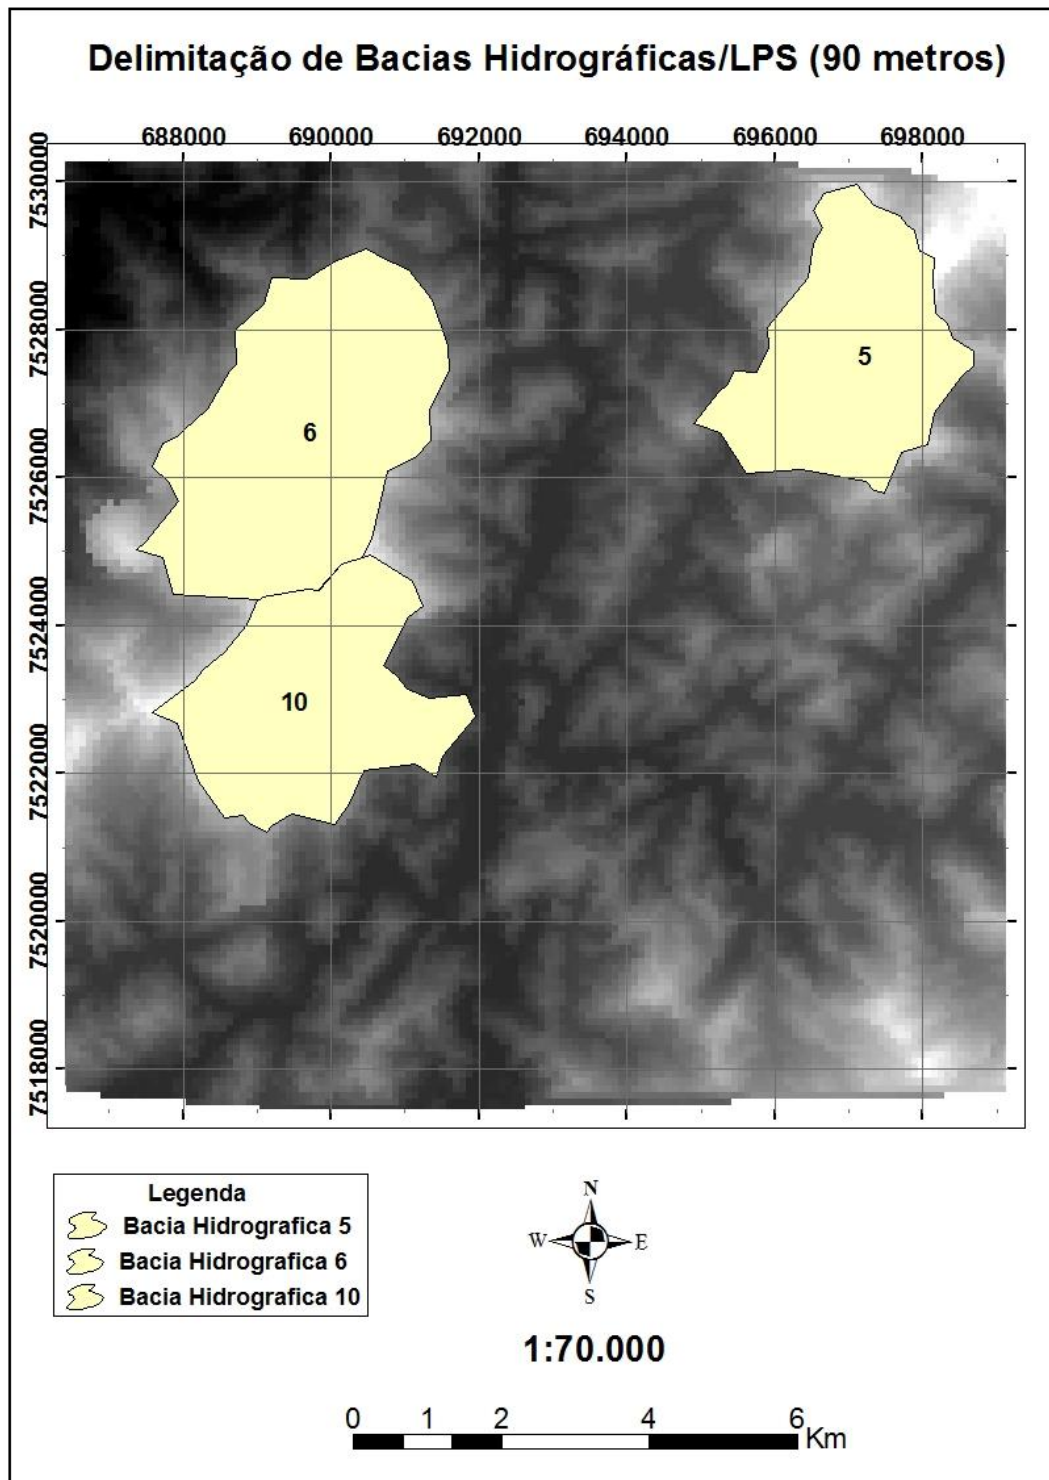 Delimitação de Bacias Hidrográficas/LPS (90 metros)
688000 690000 692000 694000 696000 698000
7530000
7528000
7526000
7524000
7522000
7520000
7518000
5
6
10
Legenda
Bacia Hidrografica 5
Bacia Hidrografica 6
Bacia Hidrografica 10
N
W E
S
1:70.000
0 1 2 4 6
Km